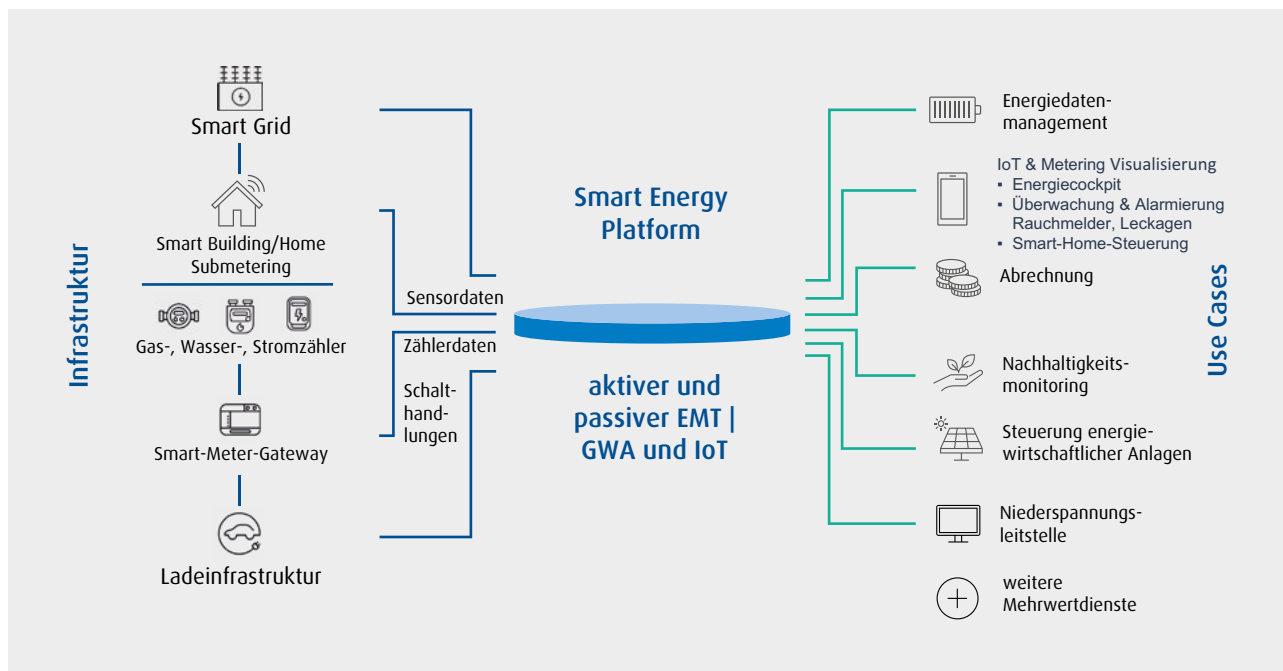 Infrastruktur
Smart Grid
Smart Building/Home
Submetering
Gas-, Wasser-, Stromzähler
Smart-Meter-Gateway
Ladeinfrastruktur
Sensordaten
Zählerdaten
Schalt-
hand-
lungen
Smart Energy
Platform
aktiver und
passiver EMT |
GWA und IoT
Energiedaten-
management
IoT & Metering Visualisierung
▪ Energiecockpit
▪ Überwachung & Alarmierung
Rauchmelder, Leckagen
▪ Smart-Home-Steuerung
Abrechnung
Nachhaltigkeits-
monitoring
Steuerung energie-
wirtschaftlicher Anlagen
Niederspannungs-
leitstelle
weitere
Mehrwertdienste
Use Cases